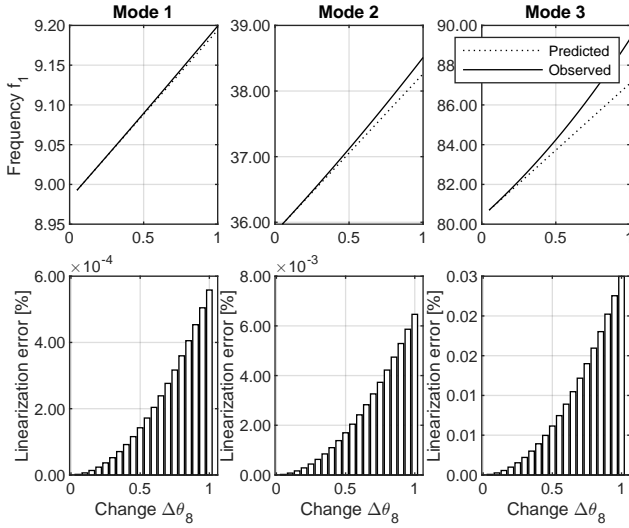 Mode 1 Mode 2 Mode 3
9.20 39.00 90.00
Predicted
Observed
9.15 88.00
9.10 38.00 86.00
9.05 84.00
37.00
9.00 82.00
8.95 36.00 80.00
Frequency f1
0 0.5 1 0 0.5 1 0 0.5 1
×10-4 ×10-3
6.00 8.00 0.03
6.00 0.02
4.00
4.00 0.02
2.00 0.01
2.00
0.01
0.00 0.00 0.00
Linearization error [%] Linearization error [%] Linearization error [%]
0 0.5 1 0 0.5 1 0 0.5 1
Change Δθ8 Change Δθ8 Change Δθ8